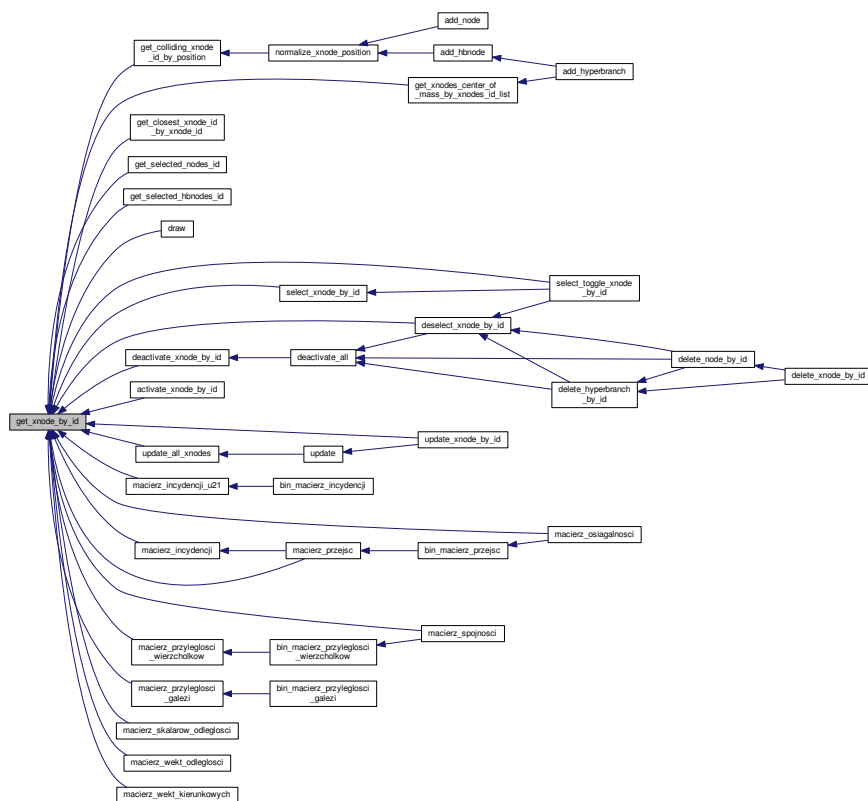 add_node
get_colliding_xnode
_id_by_position
normalize_xnode_position
add_hbnode
add_hyperbranch
get_xnodes_center_of
_mass_by_xnodes_id_list
get_closest_xnode_id
_by_xnode_id
get_selected_nodes_id
get_selected_hbnodes_id
draw
select_toggle_xnode
_by_id
select_xnode_by_id
deselect_xnode_by_id
deactivate_xnode_by_id
deactivate_all
delete_node_by_id
delete_xnode_by_id
activate_xnode_by_id
delete_hyperbranch
_by_id
get_xnode_by_id
update_xnode_by_id
update_all_xnodes
update
macierz_incydencji_u21
bin_macierz_incydencji
macierz_osiagalnosci
macierz_incydencji
macierz_przejsc
bin_macierz_przejsc
macierz_spojnosci
macierz_przyleglosci
_wierzcholkow
bin_macierz_przyleglosci
_wierzcholkow
macierz_przyleglosci
_galezi
bin_macierz_przyleglosci
_galezi
macierz_skalarow_odleglosci
macierz_wekt_odleglosci
macierz_wekt_kierunkowych